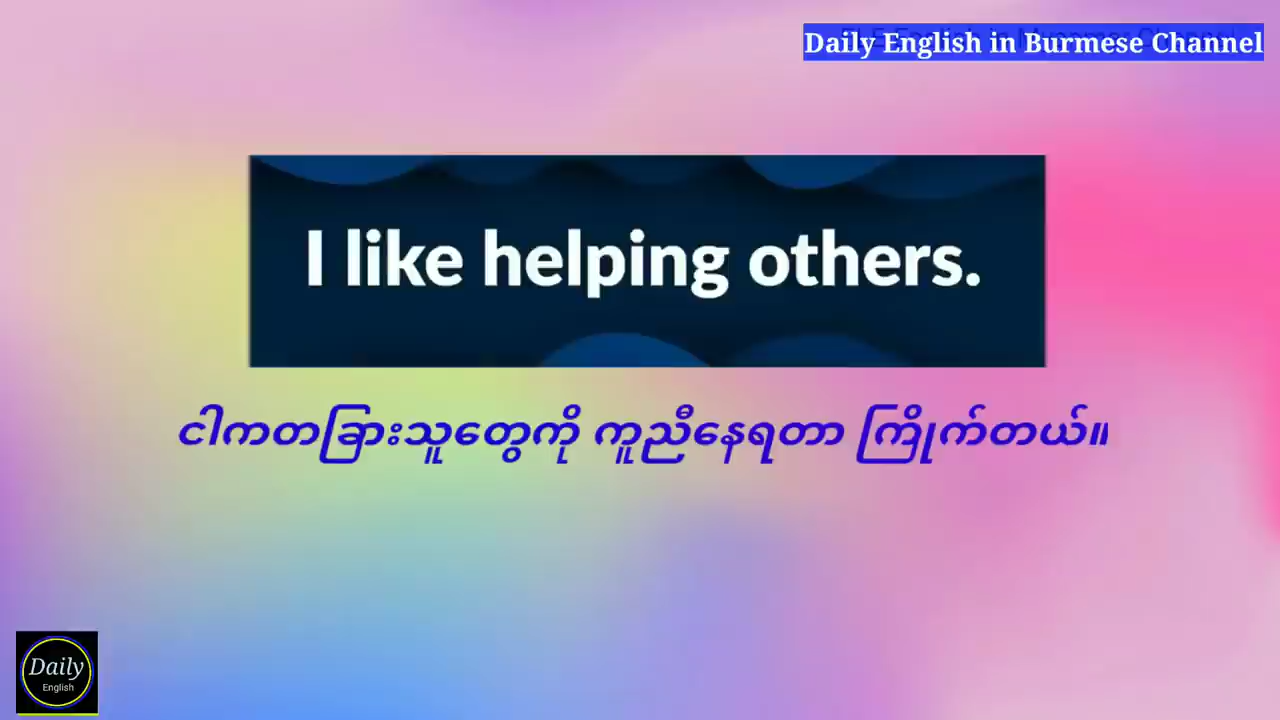 Daily English in Burmese Channel
I like helping others.
ငါကတခြားသူတွေကို ကူညီနေရတာ ကြိုက်တယ်။
Daily
English